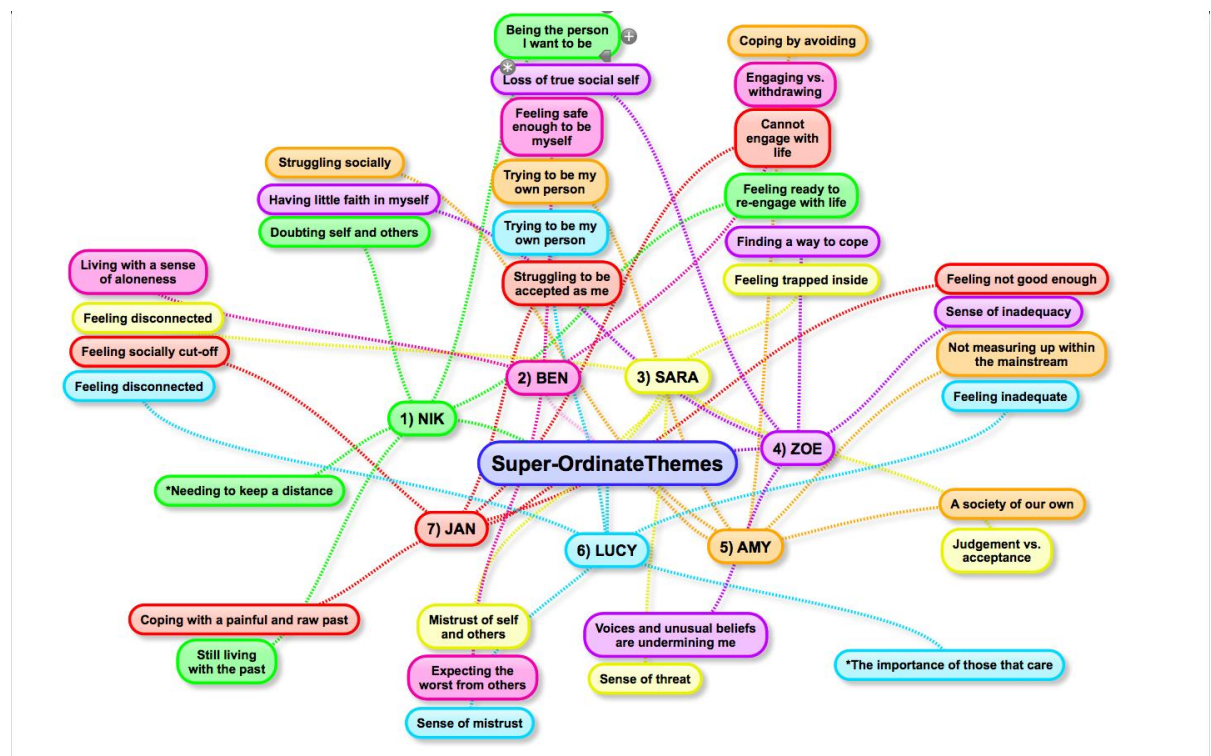 Being the person
I want to be
Loss of true social self
Feeling safe
enough to be
myself
Trying to be my
own person
Trying to be my
own person
Struggling to be
accepted as me
Coping by avoiding
Engaging vs.
withdrawing
Cannot
engage with
life
Feeling ready to
re-engage with life
Finding a way to cope
Feeling trapped inside
Struggling socially
Having little faith in myself
Doubting self and others
Living with a sense
of aloneness
Feeling disconnected
Feeling socially cut-off
Feeling disconnected
Feeling not good enough
Sense of inadequacy
Not measuring up within
the mainstream
Feeling inadequate
2) BEN
3) SARA
1) NIK
4) ZOE
Super-OrdinateThemes
7) JAN
6) LUCY
5) AMY
*Needing to keep a distance
A society of our own
Judgement vs.
acceptance
Coping with a painful and raw past
Still living
with the past
Mistrust of self
and others
Expecting the
worst from others
Sense of mistrust
Voices and unusual beliefs
are undermining me
Sense of threat
*The importance of those that care